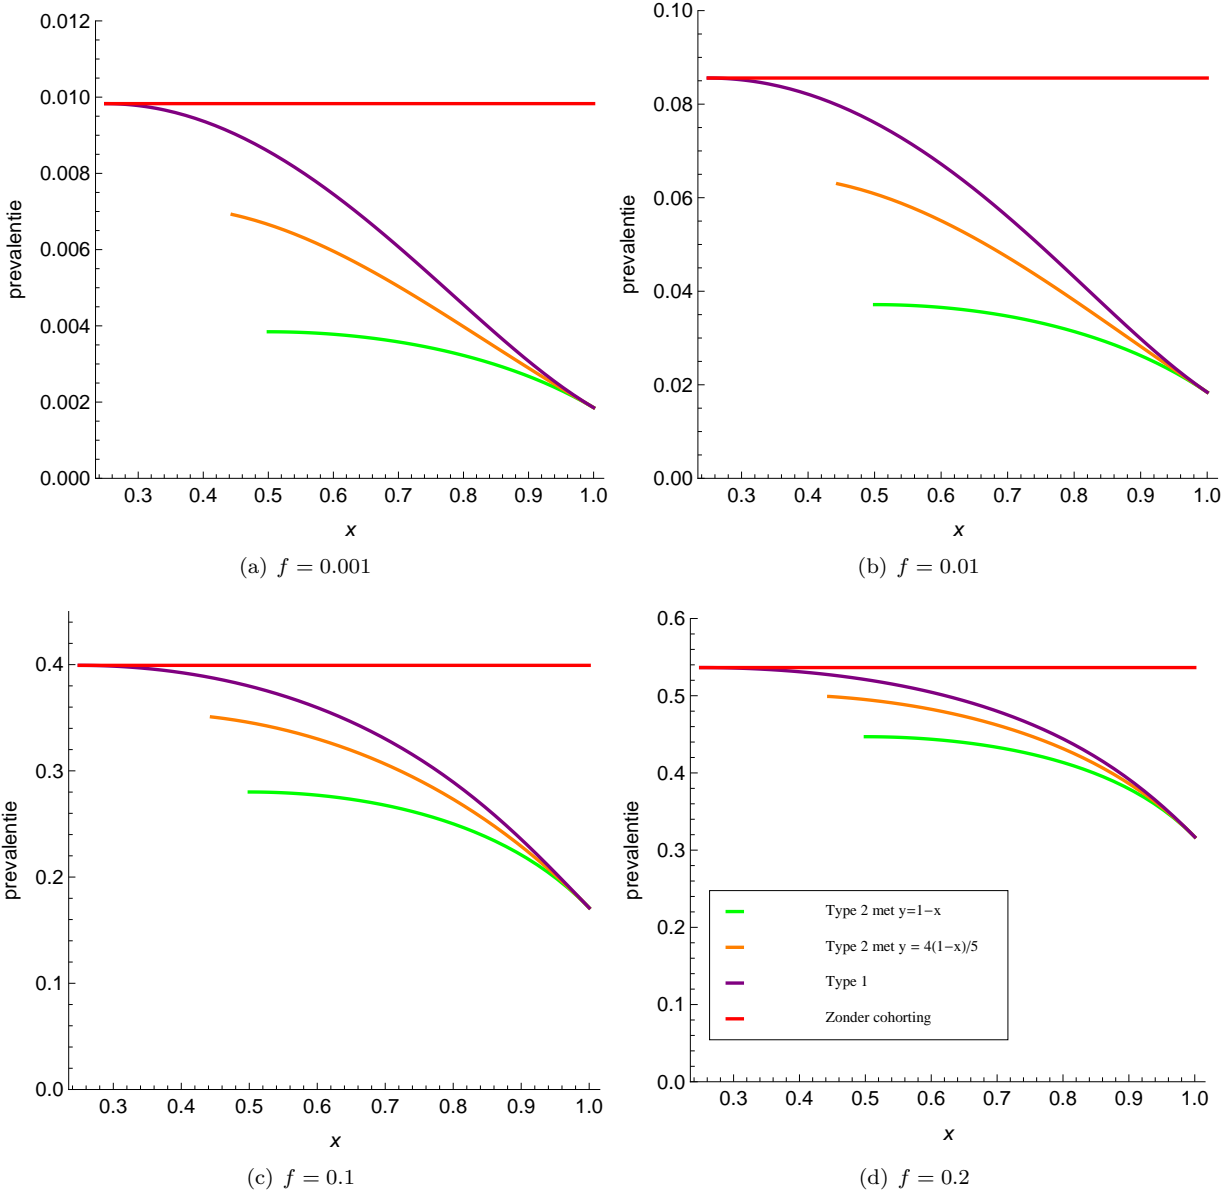 0.012
0.010
0.008
0.006
0.004
0.002
0.000
prevalentie
0.3 0.4 0.5 0.6 0.7 0.8 0.9 1.0
x
(a) f = 0.001
0.10
0.08
0.06
0.04
0.02
0.00
prevalentie
0.3 0.4 0.5 0.6 0.7 0.8 0.9 1.0
x
(b) f = 0.01
0.4
0.3
0.2
0.1
0.0
prevalentie
0.3 0.4 0.5 0.6 0.7 0.8 0.9 1.0
x
(c) f = 0.1
0.6
0.5
0.4
0.3
0.2
0.1
0.0
prevalentie
Type 2 met y=1−x
Type 2 met y = 4(1−x)/5
Type 1
Zonder cohorting
0.3 0.4 0.5 0.6 0.7 0.8 0.9 1.0
x
(d) f = 0.2